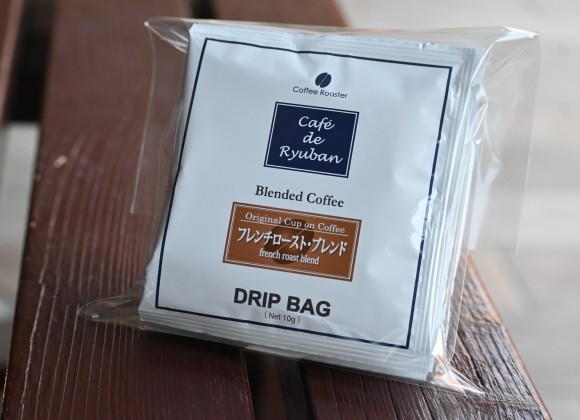 Coffee Roaster
Café
de
Ryuban
Blended Coffee
Original Cup on Coffee
フレンチロースト・ブレンド
french roast blend
DRIP BAG
( Net 10g )